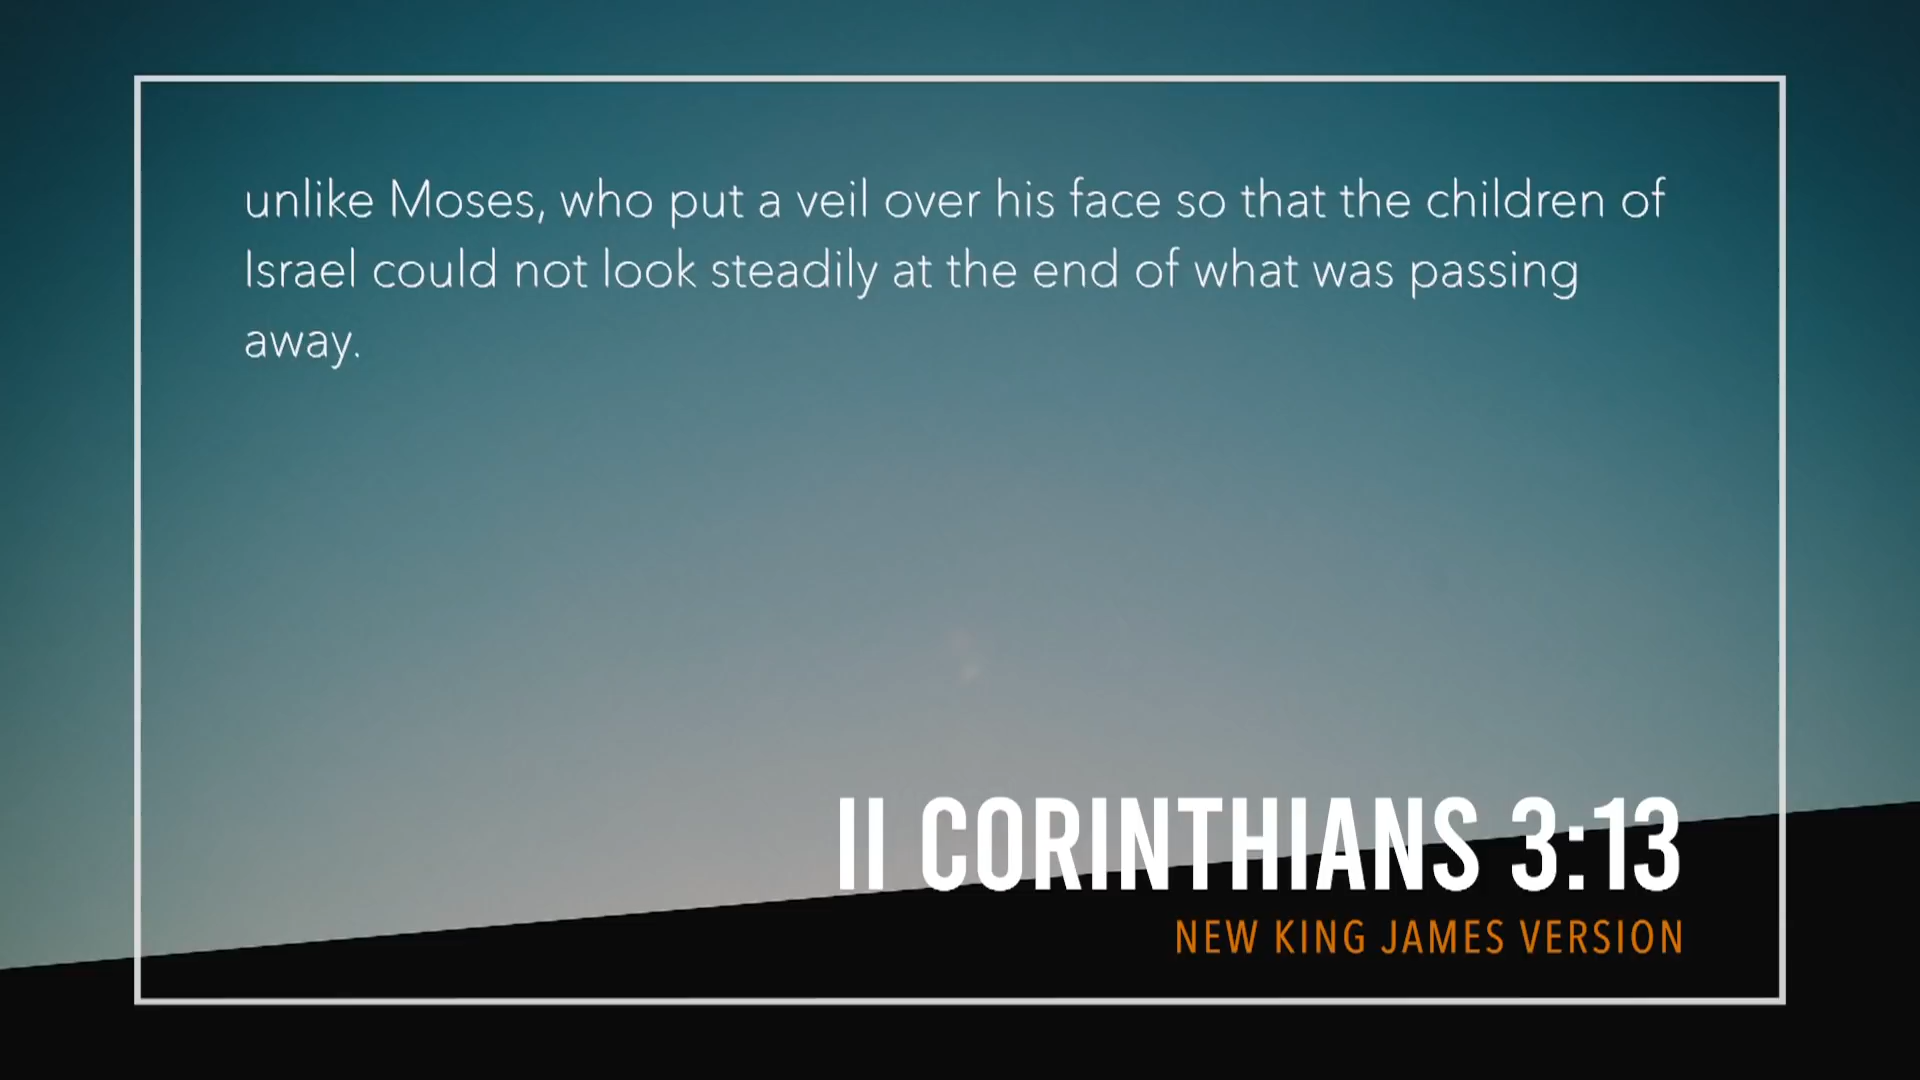 unlike Moses, who put a veil over his face so that the children of
Israel could not look steadily at the end of what was passing
away.
II CORINTHIANS 3:13
NEW KING JAMES VERSION